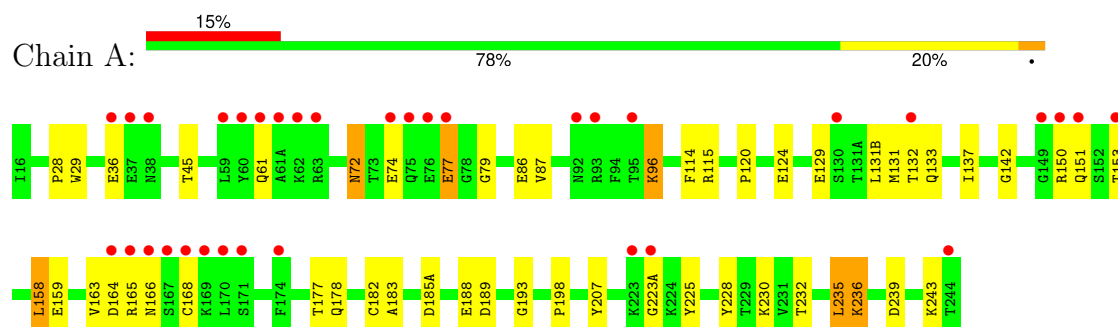 15%
Chain A:
78% 20% •
I16 P28 W29 E36 E37 N38 T45 L59 Y60 Q61 A61A K62 R63 N72 T73 E74 Q75 E76 E77 G78 G79 E86 V87 N92 R93 F94 T95 K96 F114 R115 P120 E124 E129 S130 T131A L131B M131 T132 Q133 I137 G142 G149 R150 Q151 S152 T153
L158 E159 V163 D164 R165 N166 S167 C168 K169 L170 S171 F174 T177 Q178 C182 A183 D185A E188 D189 G193 P198 Y207 K223 G223A K224 Y225 Y228 T229 K230 V231 T232 L235 K236 D239 K243 T244